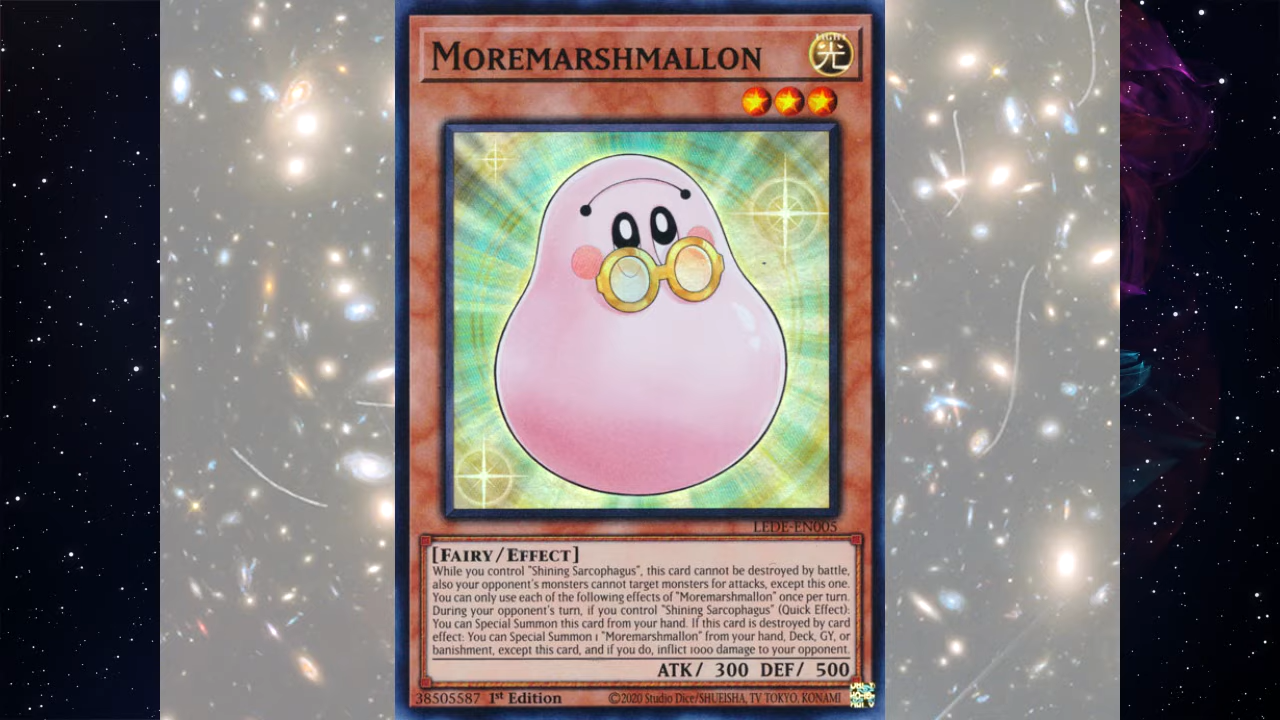 MOREMARSHMALLON
LIGHT
光
LEDE-EN005
[FAIRY/EFFECT]
While you control "Shining Sarcophagus", this card cannot be destroyed by battle,
also your opponent's monsters cannot target monsters for attacks, except this one.
You can only use each of the following effects of "Moremarshmallon" once per turn.
During your opponent's turn, if you control "Shining Sarcophagus" (Quick Effect):
You can Special Summon this card from your hand. If this card is destroyed by card
effect: You can Special Summon 1 "Moremarshmallon" from your hand, Deck, GY, or
banishment, except this card, and if you do, inflict 1000 damage to your opponent.
ATK/ 300 DEF/ 500
38505587 1st Edition ©2020 Studio Dice/SHUEISHA, TV TOKYO, KONAMI